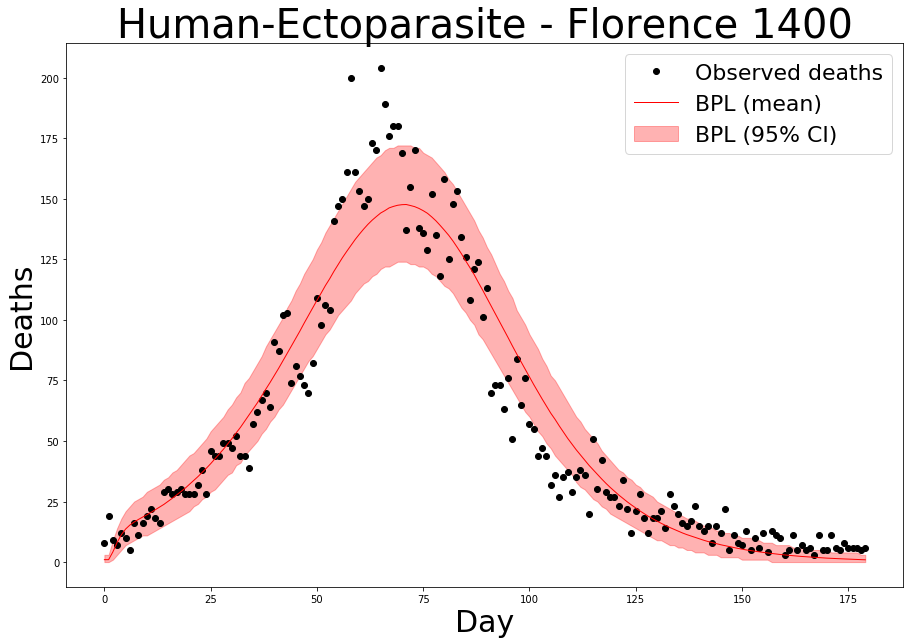 Human-Ectoparasite - Florence 1400
Observed deaths
BPL (mean)
BPL (95% CI)
Deaths
200
175
150
125
100
75
50
25
0
0 25 50 75 100 125 150 175
Day